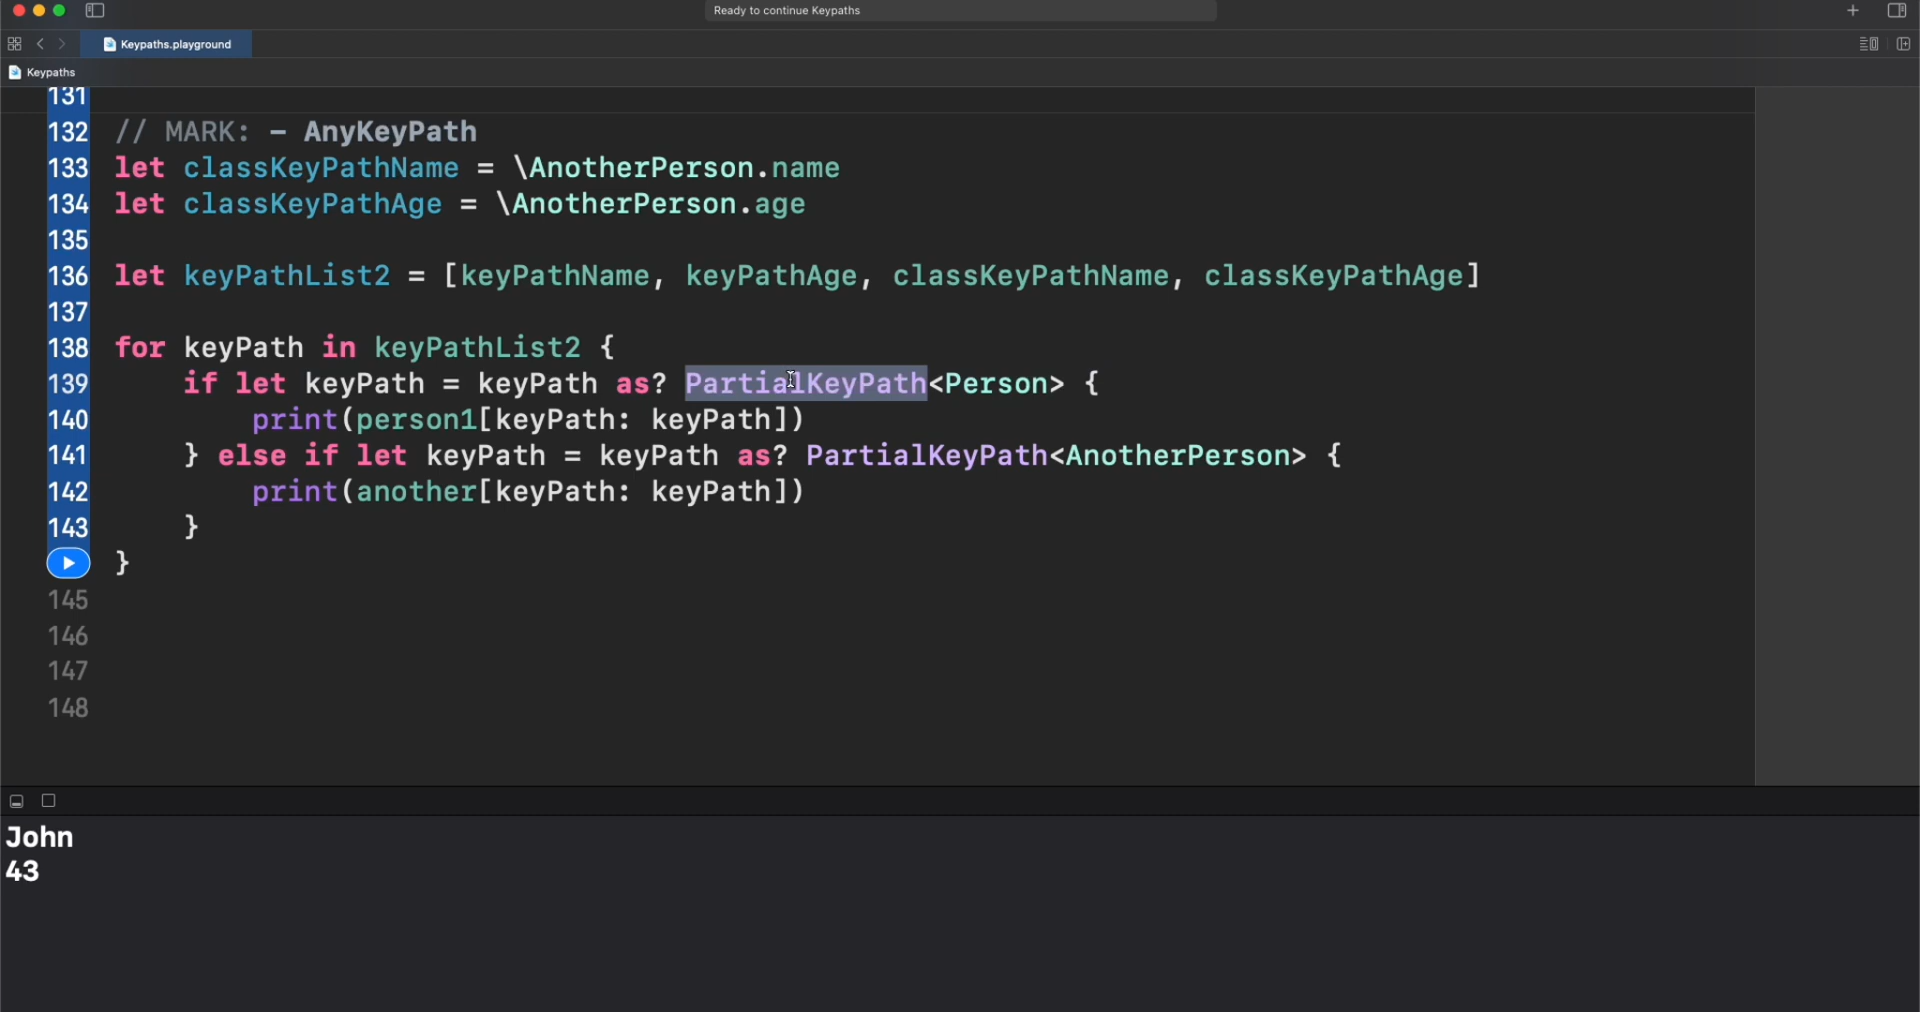 Ready to continue Keypaths
Keypaths.playground
Keypaths
131
132 // MARK: - AnyKeyPath
133 let classKeyPathName = \AnotherPerson.name
134 let classKeyPathAge = \AnotherPerson.age
135
136 let keyPathList2 = [keyPathName, keyPathAge, classKeyPathName, classKeyPathAge]
137
138 for keyPath in keyPathList2 {
139     if let keyPath = keyPath as? PartialKeyPath<Person> {
140         print(person1[keyPath: keyPath])
141     } else if let keyPath = keyPath as? PartialKeyPath<AnotherPerson> {
142         print(another[keyPath: keyPath])
143     }
}
145
146
147
148
John
43